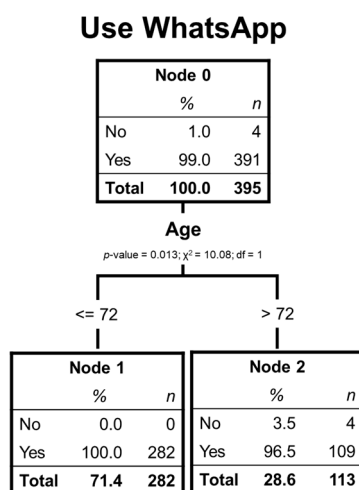 Use WhatsApp
Node 0
% n
No 1.0 4
Yes 99.0 391
Total 100.0 395
Age
p-value = 0.013; χ² = 10.08; df = 1
<= 72
> 72
Node 1
% n
No 0.0 0
Yes 100.0 282
Total 71.4 282
Node 2
% n
No 3.5 4
Yes 96.5 109
Total 28.6 113